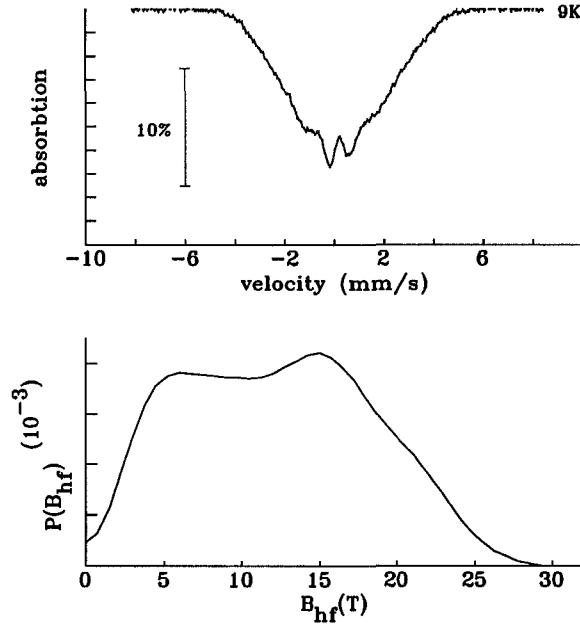 9K
absorbtion
10%
-10 -6 -2 2 6
velocity (mm/s)
P(B_hf) (10^-3)
0 5 10 15 20 25 30
B_hf(T)